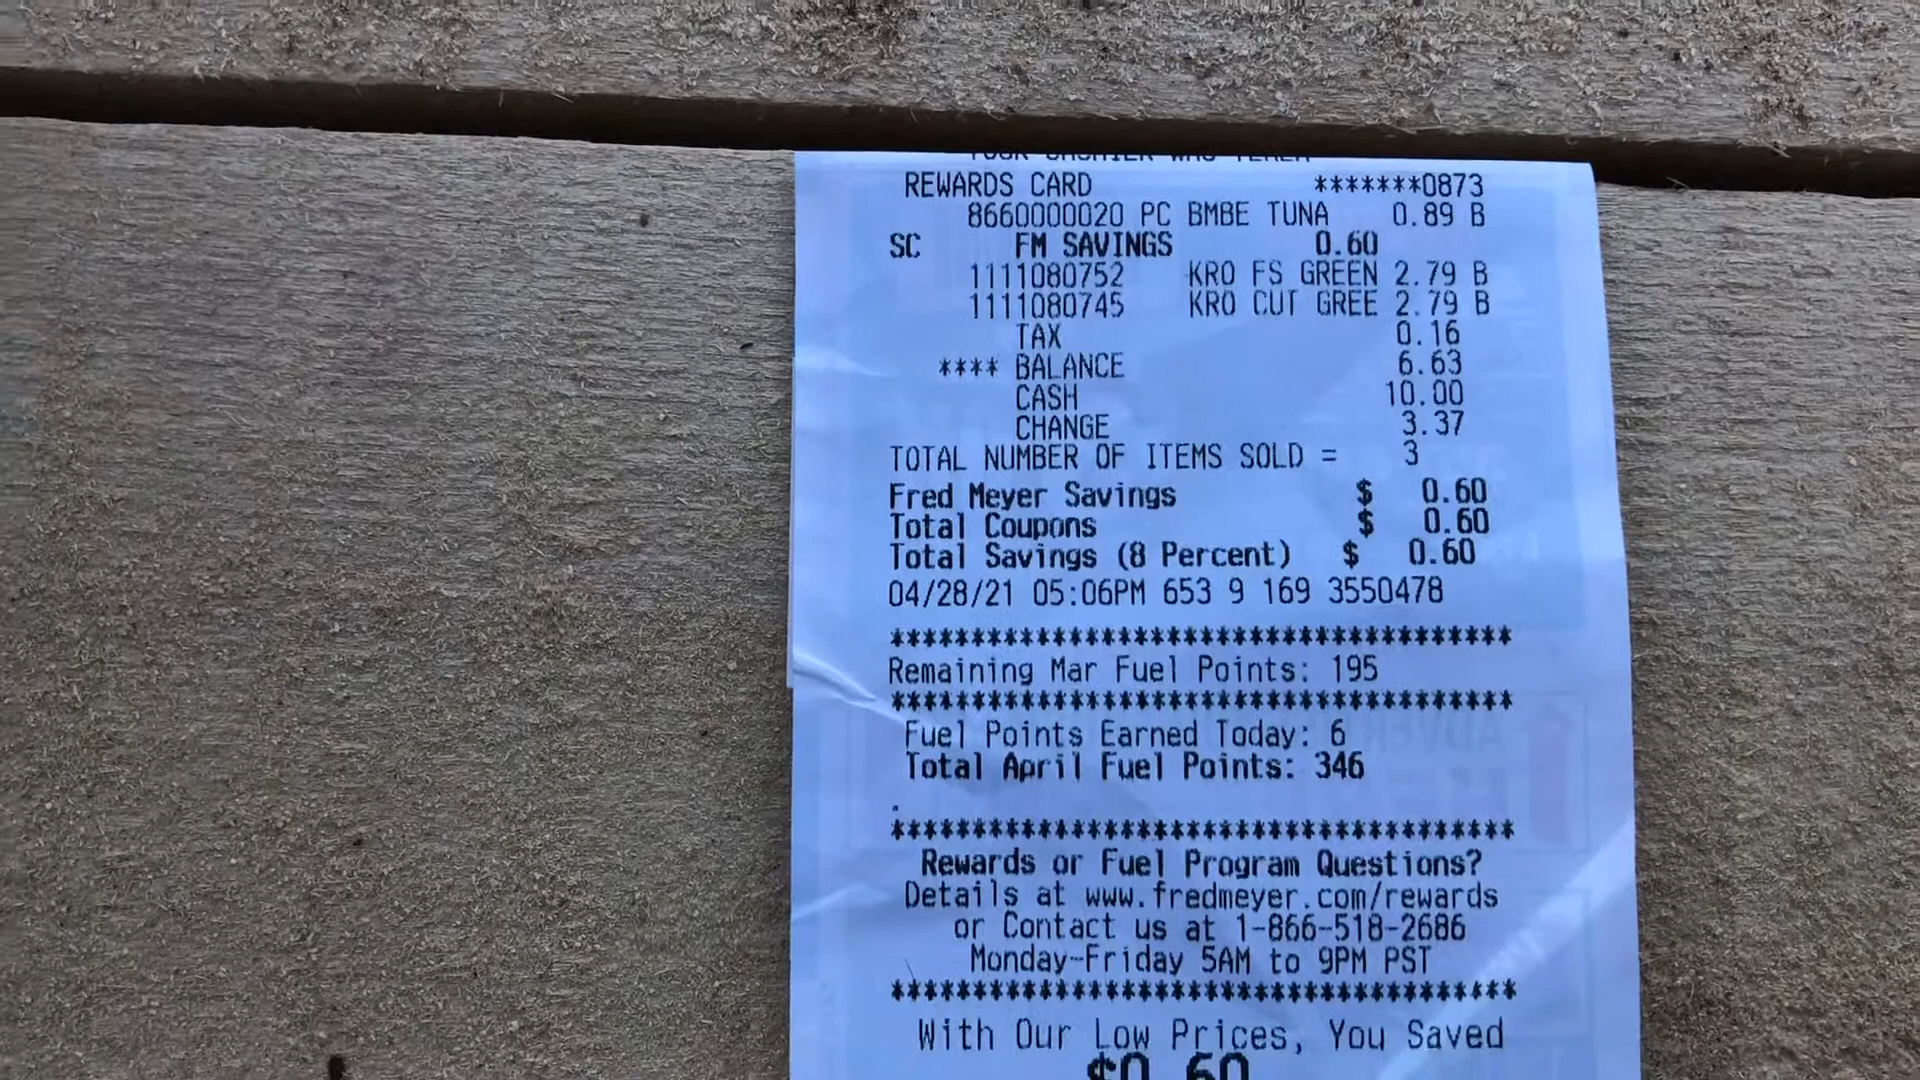 YOUR CASHIER WAS
REWARDS CARD *******0873
8660000020 PC BMBE TUNA 0.89 B
SC FM SAVINGS 0.60
1111080752 KRO FS GREEN 2.79 B
1111080745 KRO CUT GREE 2.79 B
TAX 0.16
**** BALANCE 6.63
CASH 10.00
CHANGE 3.37
TOTAL NUMBER OF ITEMS SOLD = 3
Fred Meyer Savings $ 0.60
Total Coupons $ 0.60
Total Savings (8 Percent) $ 0.60
04/28/21 05:06PM 653 9 169 3550478
***************************************
Remaining Mar Fuel Points: 195
***************************************
Fuel Points Earned Today: 6
Total April Fuel Points: 346
.
***************************************
Rewards or Fuel Program Questions?
Details at www.fredmeyer.com/rewards
or Contact us at 1-866-518-2686
Monday-Friday 5AM to 9PM PST
***************************************
With Our Low Prices, You Saved
$0.60